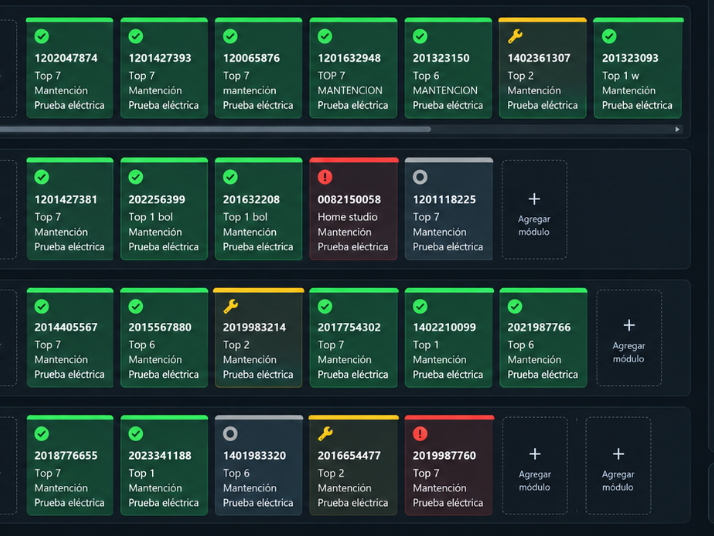 1202047874
Top 7
Mantención
Prueba eléctrica
1201427393
Top 7
Mantención
Prueba eléctrica
120065876
Top 7
mantención
Prueba eléctrica
1201632948
TOP 7
MANTENCION
Prueba eléctrica
201323150
Top 6
MANTENCION
Prueba eléctrica
1402361307
Top 2
Mantención
Prueba eléctrica
201323093
Top 1 w
Mantención
Prueba eléctrica
1201427381
Top 7
Mantención
Prueba eléctrica
202256399
Top 1 bol
Mantención
Prueba eléctrica
201632208
Top 1 bol
Mantención
Prueba eléctrica
0082150058
Home studio
Mantención
Prueba eléctrica
1201118225
Top 7
Mantención
Prueba eléctrica
Agregar
módulo
2014405567
Top 7
Mantención
Prueba eléctrica
2015567880
Top 6
Mantención
Prueba eléctrica
2019983214
Top 2
Mantención
Prueba eléctrica
2017754302
Top 7
Mantención
Prueba eléctrica
1402210099
Top 1
Mantención
Prueba eléctrica
2021987766
Top 6
Mantención
Prueba eléctrica
Agregar
módulo
2018776655
Top 7
Mantención
Prueba eléctrica
2023341188
Top 1
Mantención
Prueba eléctrica
1401983320
Top 6
Mantención
Prueba eléctrica
2016654477
Top 2
Mantención
Prueba eléctrica
2019987760
Top 7
Mantención
Prueba eléctrica
Agregar
módulo
Agregar
módulo